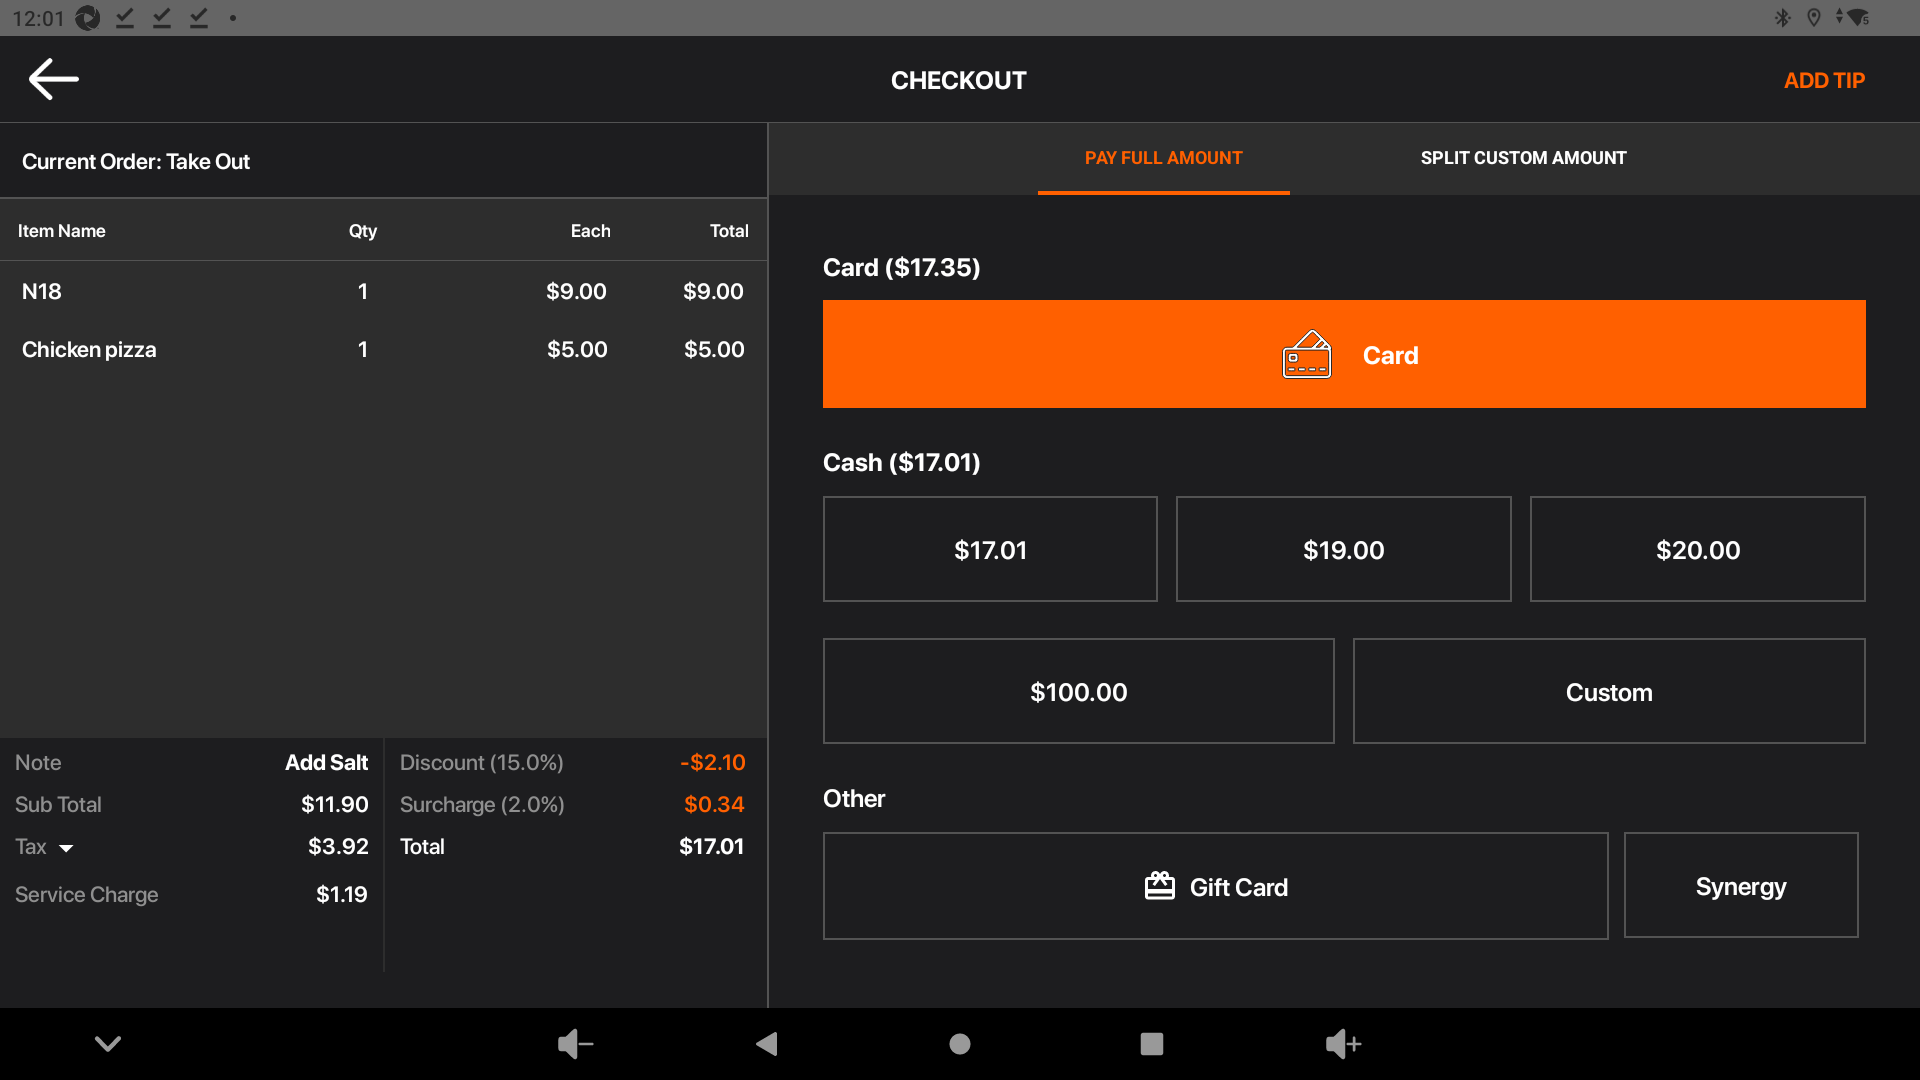 12:01
CHECKOUT
ADD TIP
Current Order: Take Out
PAY FULL AMOUNT
SPLIT CUSTOM AMOUNT
Item Name Qty Each Total
N18 1 $9.00 $9.00
Chicken pizza 1 $5.00 $5.00
Note Add Salt
Sub Total $11.90
Tax $3.92
Service Charge $1.19
Discount (15.0%) -$2.10
Surcharge (2.0%) $0.34
Total $17.01
Card ($17.35)
Card
Cash ($17.01)
$17.01
$19.00
$20.00
$100.00
Custom
Other
Gift Card
Synergy